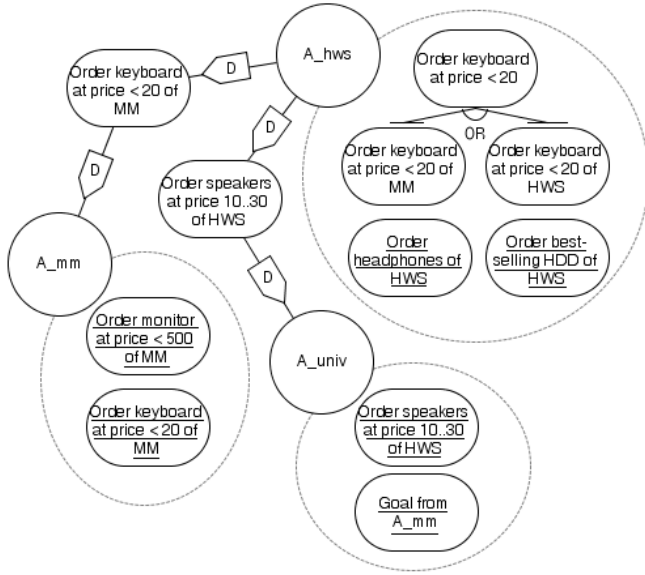 A_hws
Order keyboard
at price <20 of
MM
D
D
Order keyboard
at price <20
OR
Order keyboard
at price <20 of
MM
Order keyboard
at price <20 of
HWS
Order
headphones of
HWS
Order best-
selling HDD of
HWS
D
Order speakers
at price 10..30
of HWS
D
A_mm
Order monitor
at price <500
of MM
Order keyboard
at price <20 of
MM
A_univ
Order speakers
at price 10..30
of HWS
Goal from
A_mm